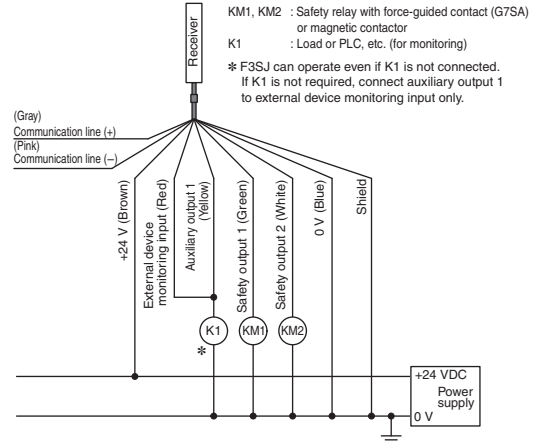 Receiver
KM1, KM2 : Safety relay with force-guided contact (G7SA)
or magnetic contactor
K1 : Load or PLC, etc. (for monitoring)
* F3SJ can operate even if K1 is not connected.
If K1 is not required, connect auxiliary output 1
to external device monitoring input only.
(Gray)
Communication line (+)
(Pink)
Communication line (−)
+24 V (Brown)
External device
monitoring input (Red)
Auxiliary output 1
(Yellow)
Safety output 1 (Green)
Safety output 2 (White)
0 V (Blue)
Shield
K1
KM1
KM2
*
+24 VDC
Power
supply
0 V